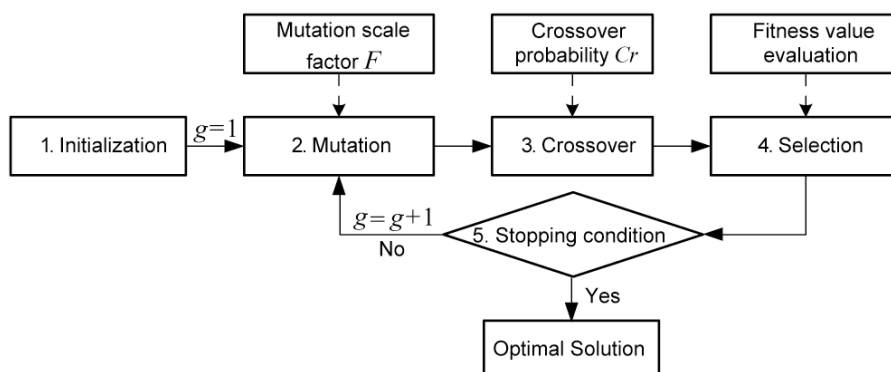 Mutation scale
factor F
Crossover
probability Cr
Fitness value
evaluation
1. Initialization
g=1
2. Mutation
3. Crossover
4. Selection
g= g+1
No
5. Stopping condition
Yes
Optimal Solution